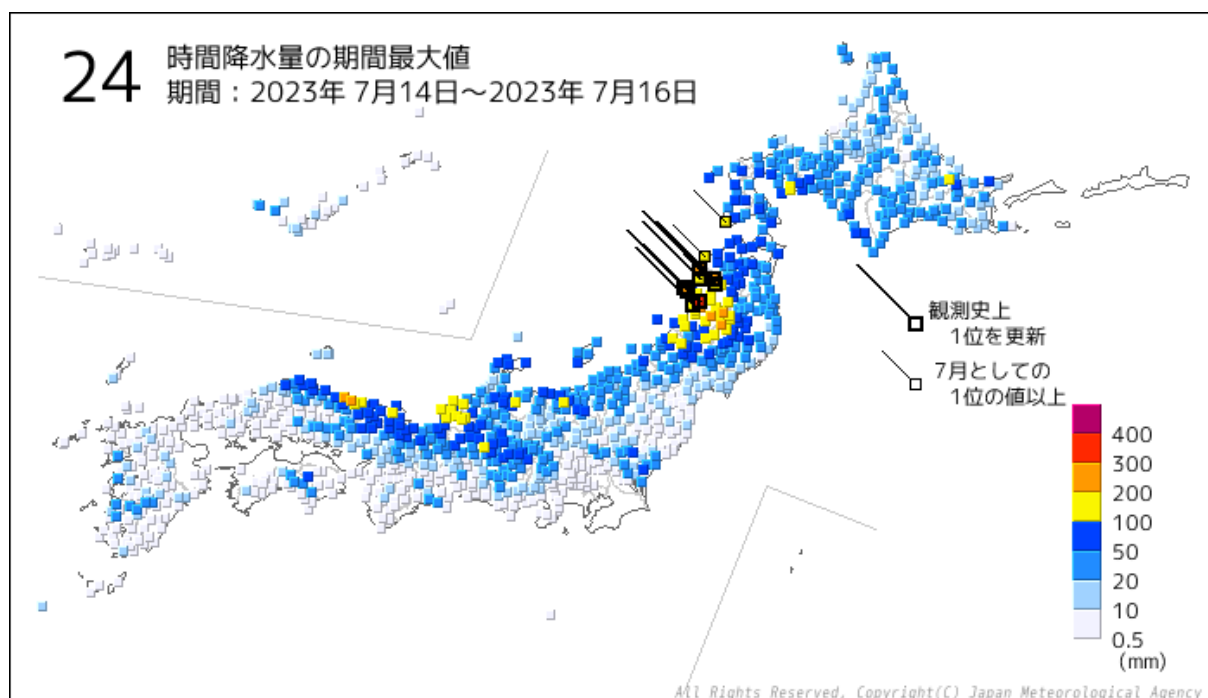 24 時間降水量の期間最大値
期間：2023年 7月14日～2023年 7月16日
観測史上
1位を更新
7月としての
1位の値以上
400
300
200
100
50
20
10
0.5
(mm)
All Rights Reserved. Copyright(C) Japan Meteorological Agency